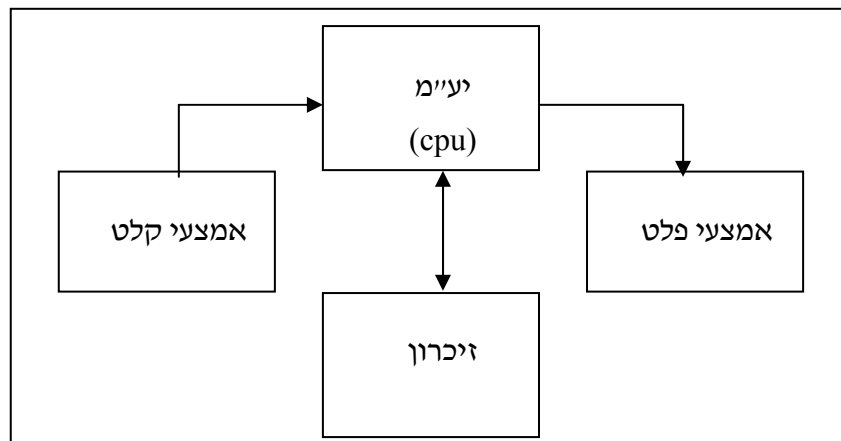 יע״מ
(cpu)
אמצעי קלט
אמצעי פלט
זיכרון